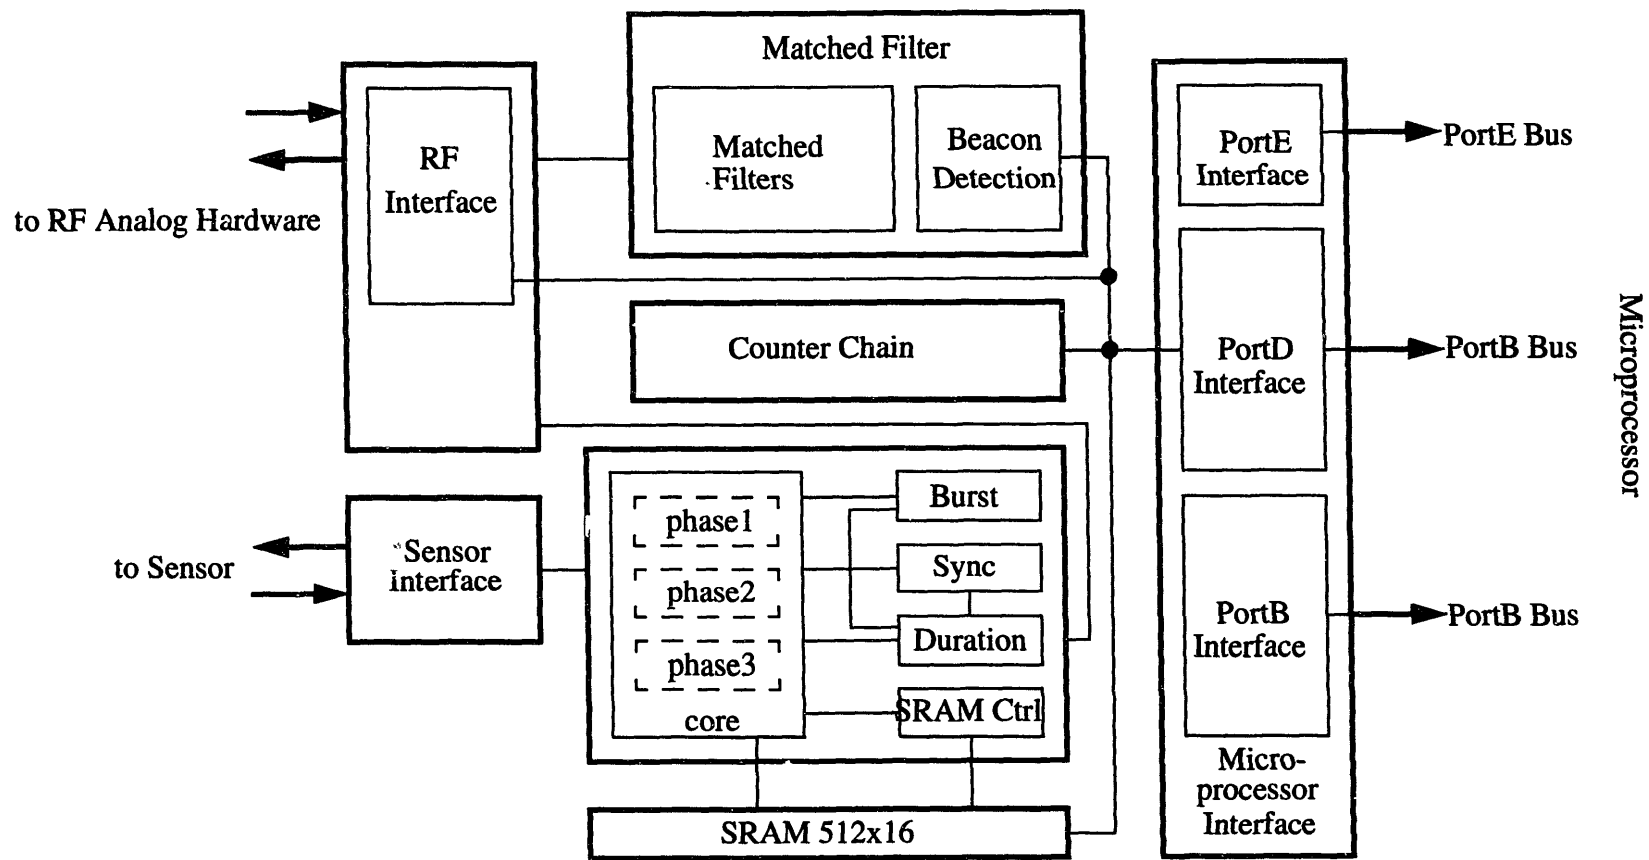 Matched Filter
Matched
Filters
Beacon
Detection
RF
Interface
to RF Analog Hardware
PortE
Interface
PortE Bus
Counter Chain
PortD
Interface
PortB Bus
Microprocessor
phase1
phase2
phase3
core
Burst
Sync
Duration
SRAM Ctrl
to Sensor
Sensor
Interface
PortB
Interface
PortB Bus
Micro-
processor
Interface
SRAM 512x16